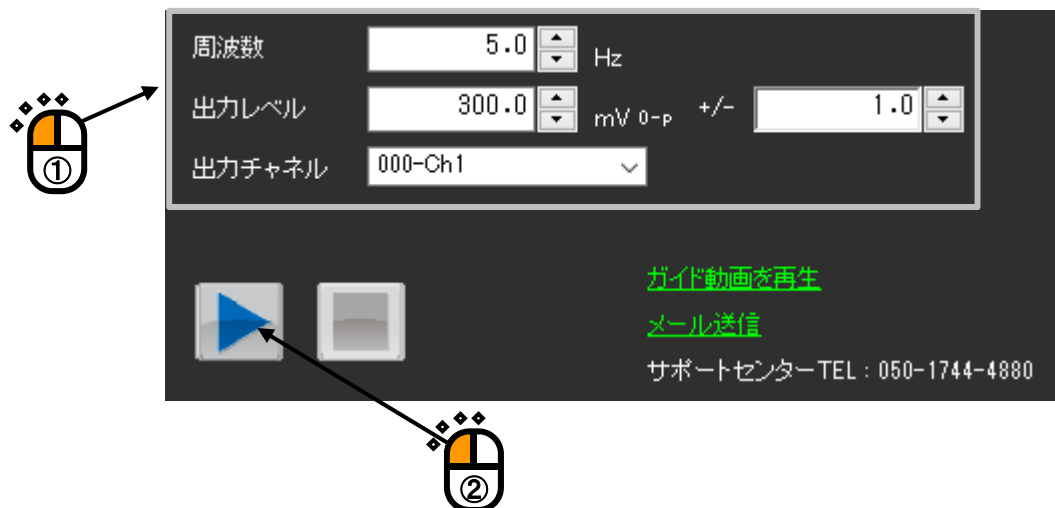 周波数 5.0 Hz
出力レベル 300.0 mV 0-p +/- 1.0
①
出力チャネル 000-Ch1
ガイド動画を再生
メール送信
サポートセンターTEL：050-1744-4880
②